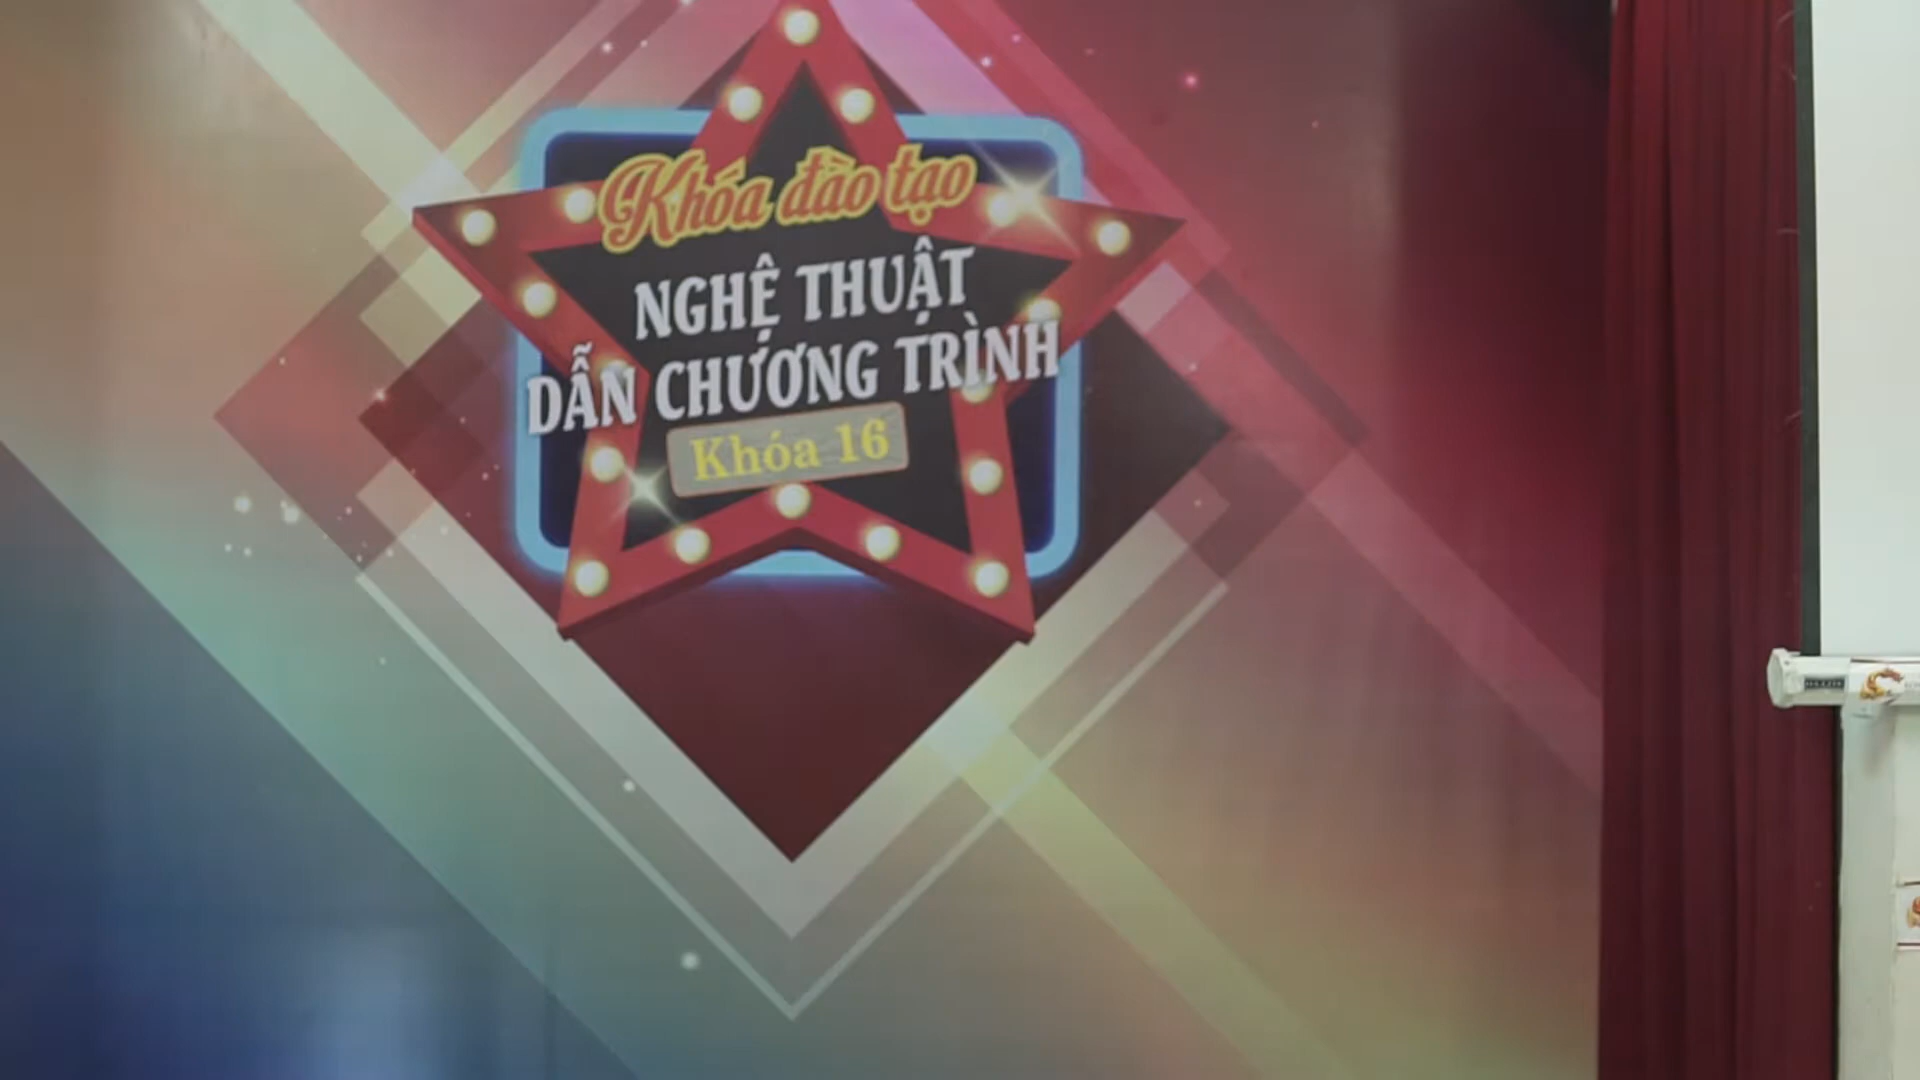 Khóa đào tạo
NGHỆ THUẬT
DẪN CHƯƠNG TRÌNH
Khóa 16